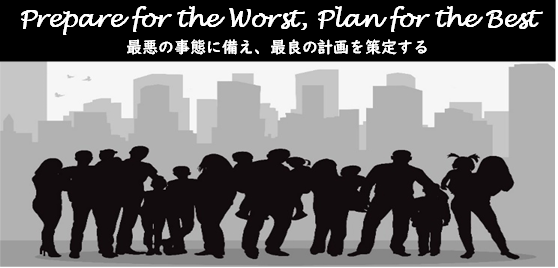 Prepare for the Worst, Plan for the Best
最悪の事態に備え、最良の計画を策定する